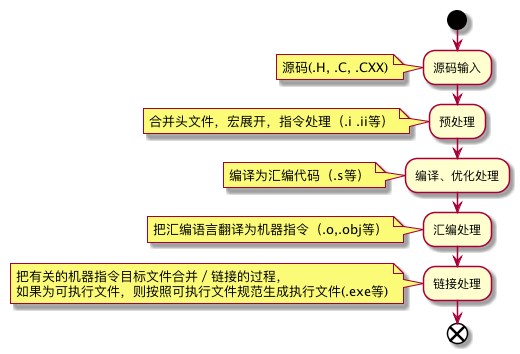 源码(.H, .C, .CXX)
源码输入
合并头文件，宏展开，指令处理（.i .ii等）
预处理
编译为汇编代码（.s等）
编译、优化处理
把汇编语言翻译为机器指令（.o,.obj等）
汇编处理
把有关的机器指令目标文件合并 / 链接的过程，
如果为可执行文件，则按照可执行文件规范生成执行文件(.exe等)
链接处理